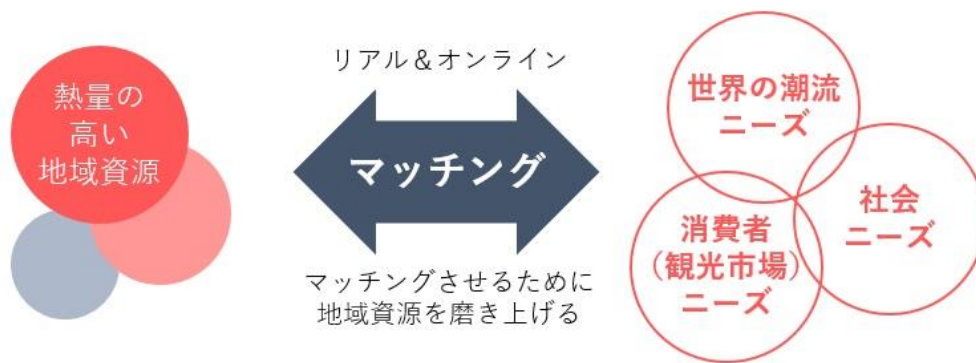 熱量の
高い
地域資源
リアル＆オンライン
マッチング
マッチングさせるために
地域資源を磨き上げる
世界の潮流
ニーズ
社会
ニーズ
消費者
（観光市場）
ニーズ